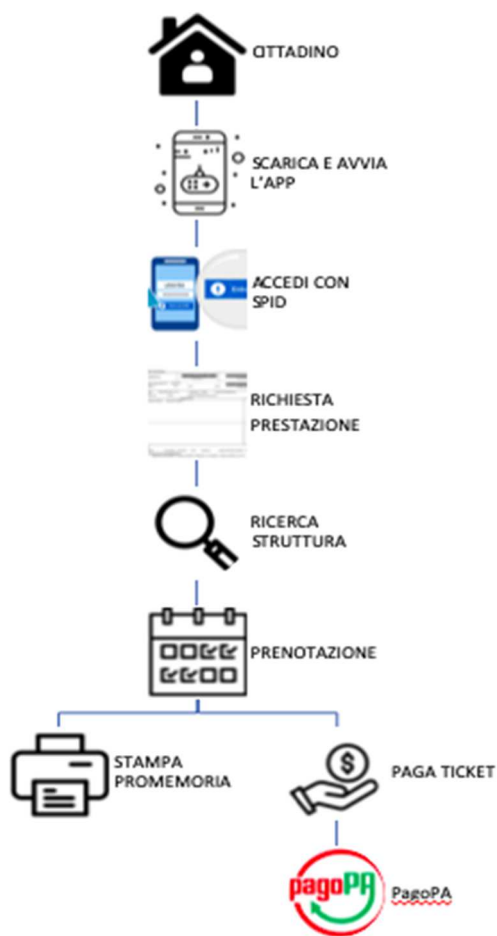 CITTADINO
SCARICA E AVVIA
L'APP
ACCEDI CON
SPID
RICHIESTA
PRESTAZIONE
RICERCA
STRUTTURA
PRENOTAZIONE
STAMPA
PROMEMORIA
PAGA TICKET
$
pagoPA
PagoPA